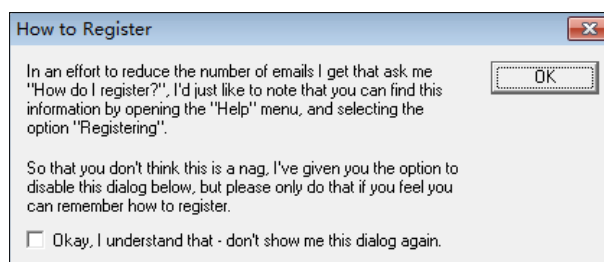 How to Register
In an effort to reduce the number of emails I get that ask me
"How do I register?", I'd just like to note that you can find this
information by opening the "Help" menu, and selecting the
option "Registering".
OK
So that you don't think this is a nag, I've given you the option to
disable this dialog below, but please only do that if you feel you
can remember how to register.
Okay, I understand that - don't show me this dialog again.